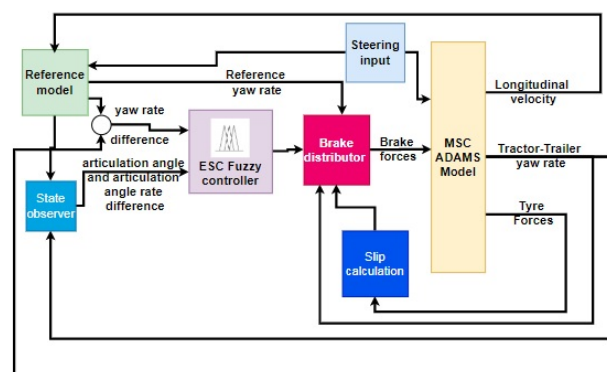 Reference
model
Steering
input
Reference
yaw rate
Longitudinal
velocity
yaw rate
difference
ESC Fuzzy
controller
Brake
distributor
Brake
forces
MSC
ADAMS
Model
Tractor-Trailer
yaw rate
articulation angle
and articulation
angle rate
difference
State
observer
Tyre
Forces
Slip
calculation